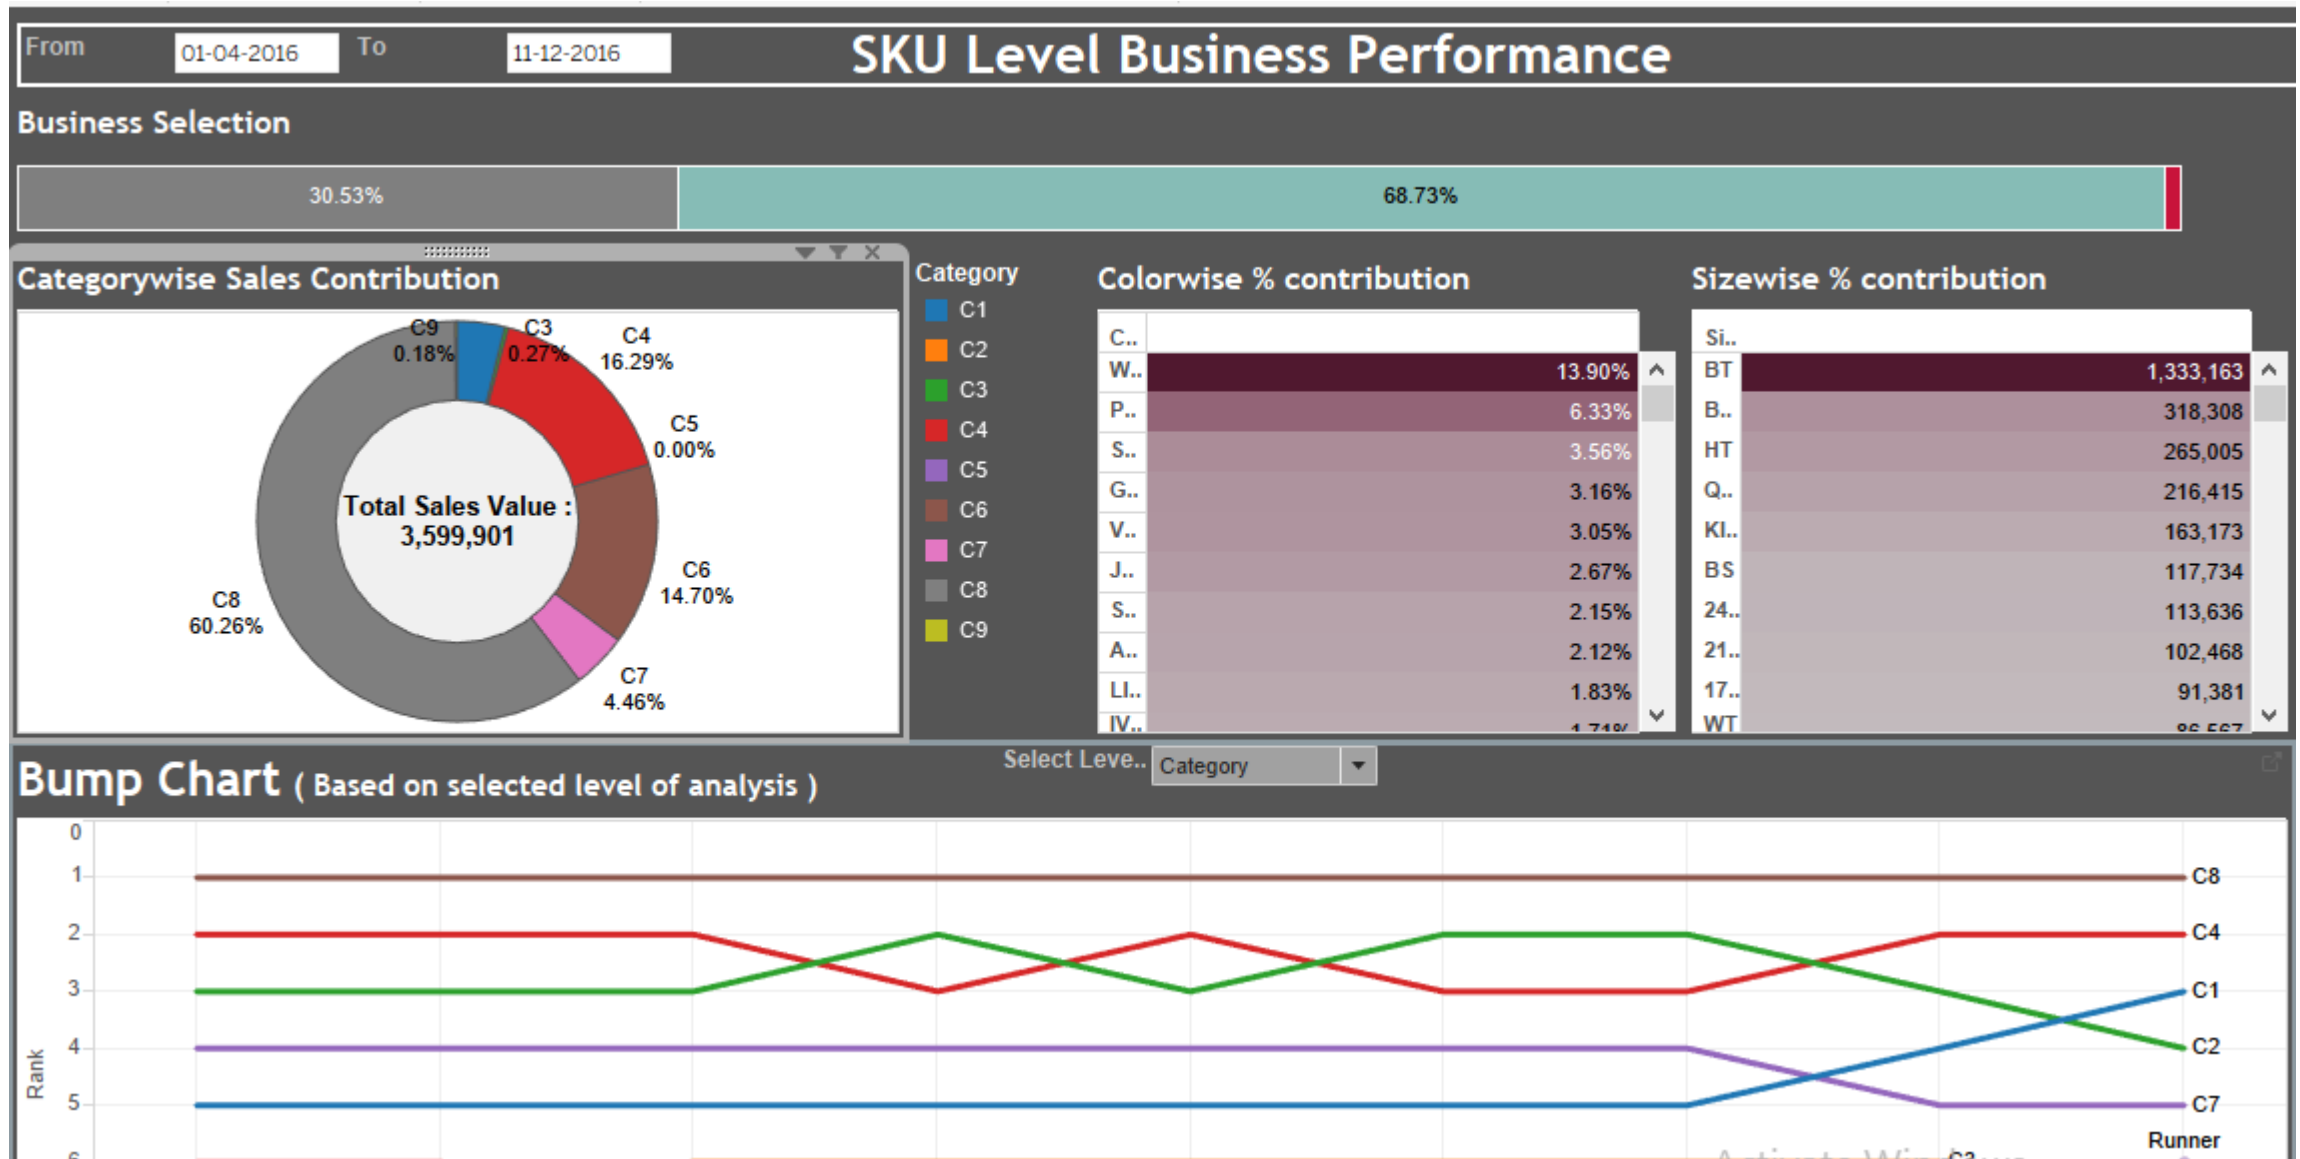 From 01-04-2016 To 11-12-2016 SKU Level Business Performance
Business Selection
30.53% 68.73%
Categorywise Sales Contribution
C9
0.18%
C3
0.27%
C4
16.29%
C5
0.00%
Total Sales Value :
3,599,901
C6
14.70%
C8
60.26%
C7
4.46%
Category
C1
C2
C3
C4
C5
C6
C7
C8
C9
Colorwise % contribution
C..
W.. 13.90%
P.. 6.33%
S.. 3.56%
G.. 3.16%
V.. 3.05%
J.. 2.67%
S.. 2.15%
A.. 2.12%
LI.. 1.83%
IV.. 1.71%
Sizewise % contribution
Si..
BT 1,333,163
B.. 318,308
HT 265,005
Q.. 216,415
KI.. 163,173
BS 117,734
24.. 113,636
21.. 102,468
17.. 91,381
WT 86,567
Bump Chart ( Based on selected level of analysis )
Select Leve.. Category
0
1
2
3
4
5
6
Rank
C8
C4
C1
C2
C7
Runner
C3